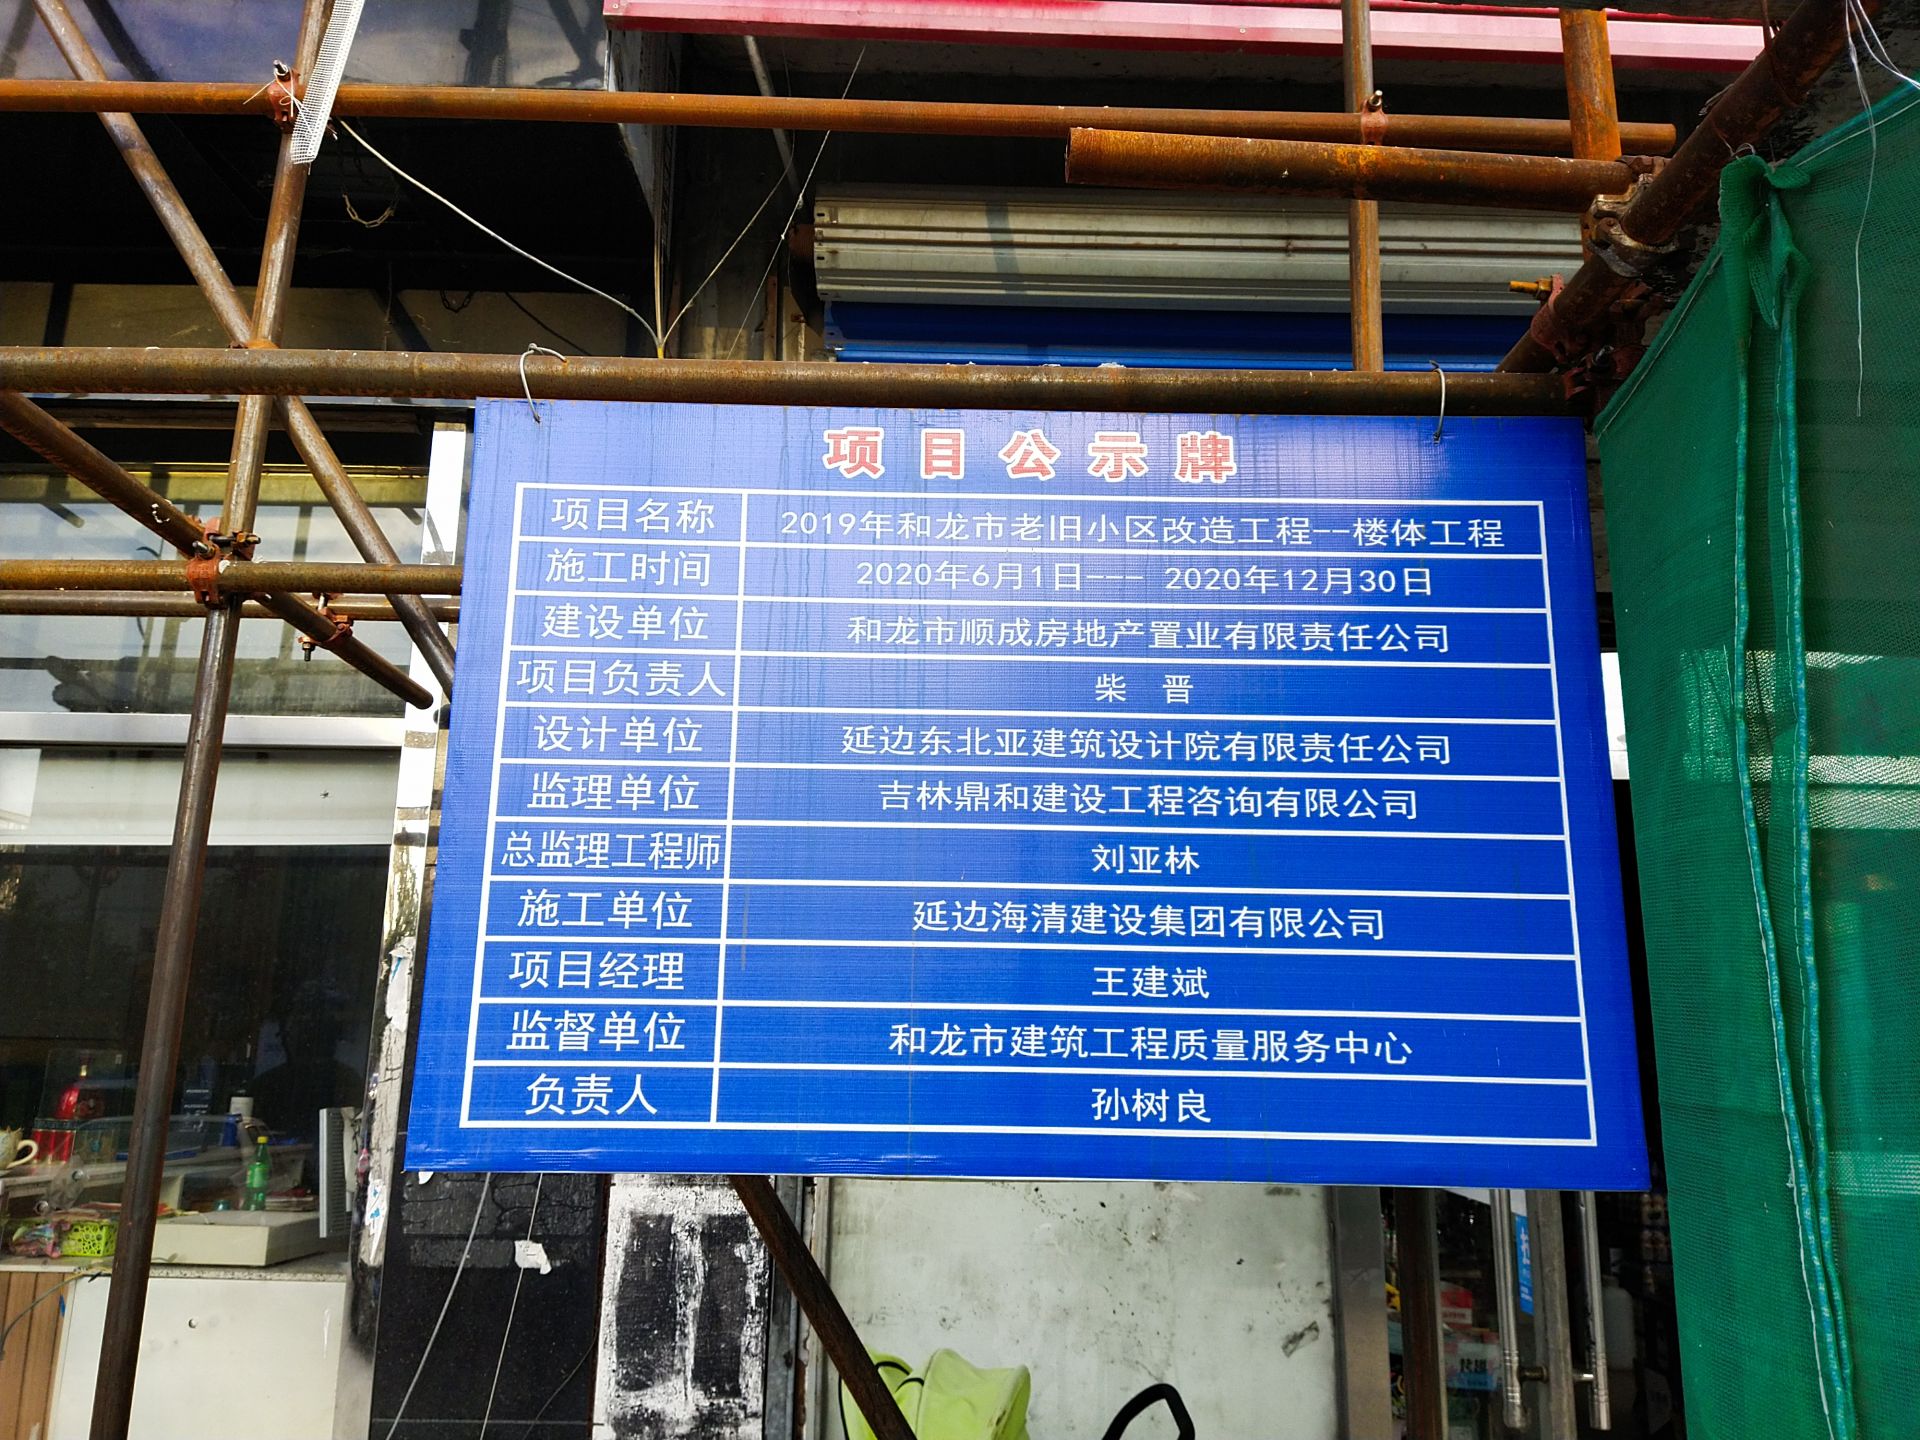 项目公示牌
项目名称 2019年和龙市老旧小区改造工程--楼体工程
施工时间 2020年6月1日--- 2020年12月30日
建设单位 和龙市顺成房地产置业有限责任公司
项目负责人 柴 晋
设计单位 延边东北亚建筑设计院有限责任公司
监理单位 吉林鼎和建设工程咨询有限公司
总监理工程师 刘亚林
施工单位 延边海清建设集团有限公司
项目经理 王建斌
监督单位 和龙市建筑工程质量服务中心
负责人 孙树良